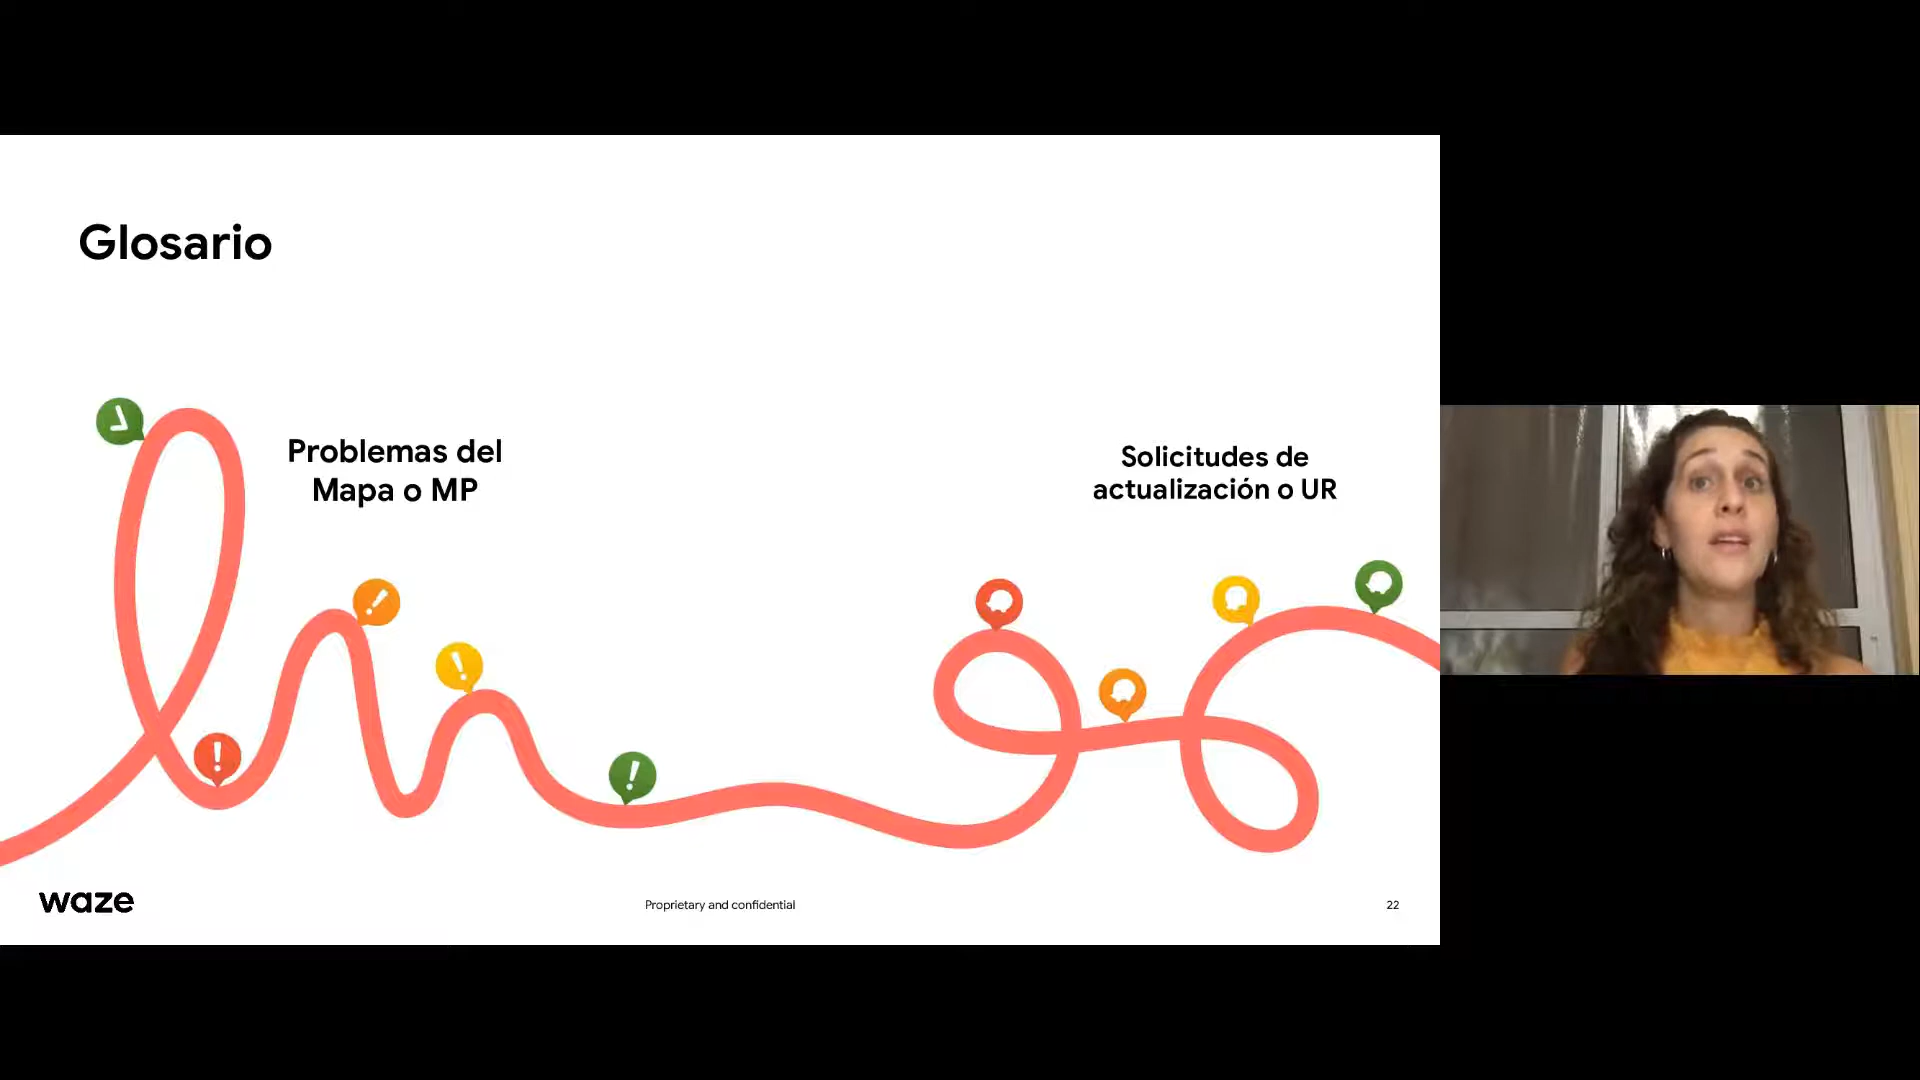 Glosario
Problemas del
Mapa o MP
Solicitudes de
actualización o UR
waze
Proprietary and confidential
22